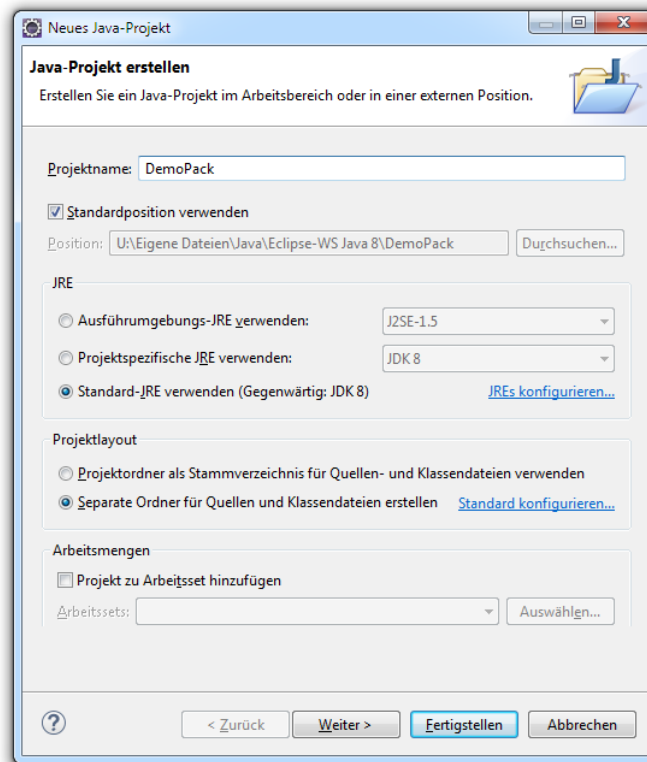 Neues Java-Projekt
Java-Projekt erstellen
Erstellen Sie ein Java-Projekt im Arbeitsbereich oder in einer externen Position.
Projektname: DemoPack
Standardposition verwenden
Position: U:\Eigene Dateien\Java\Eclipse-WS Java 8\DemoPack Durchsuchen...
JRE
Ausführumgebungs-JRE verwenden: J2SE-1.5
Projektspezifische JRE verwenden: JDK 8
Standard-JRE verwenden (Gegenwärtig: JDK 8) JREs konfigurieren...
Projektlayout
Projektordner als Stammverzeichnis für Quellen- und Klassendateien verwenden
Separate Ordner für Quellen und Klassendateien erstellen Standard konfigurieren...
Arbeitsmengen
Projekt zu Arbeitsset hinzufügen
Arbeitssets: Auswählen...
? < Zurück Weiter > Fertigstellen Abbrechen